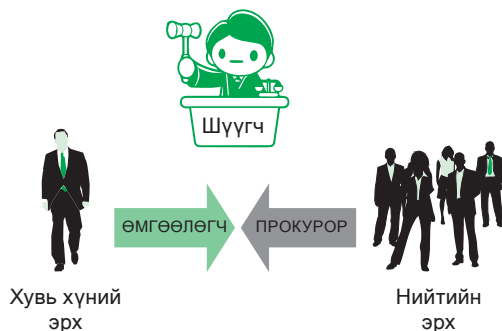 Шүүгч
ӨМГӨӨЛӨГЧ
ПРОКУРОР
Хувь хүний
эрх
Нийтийн
эрх